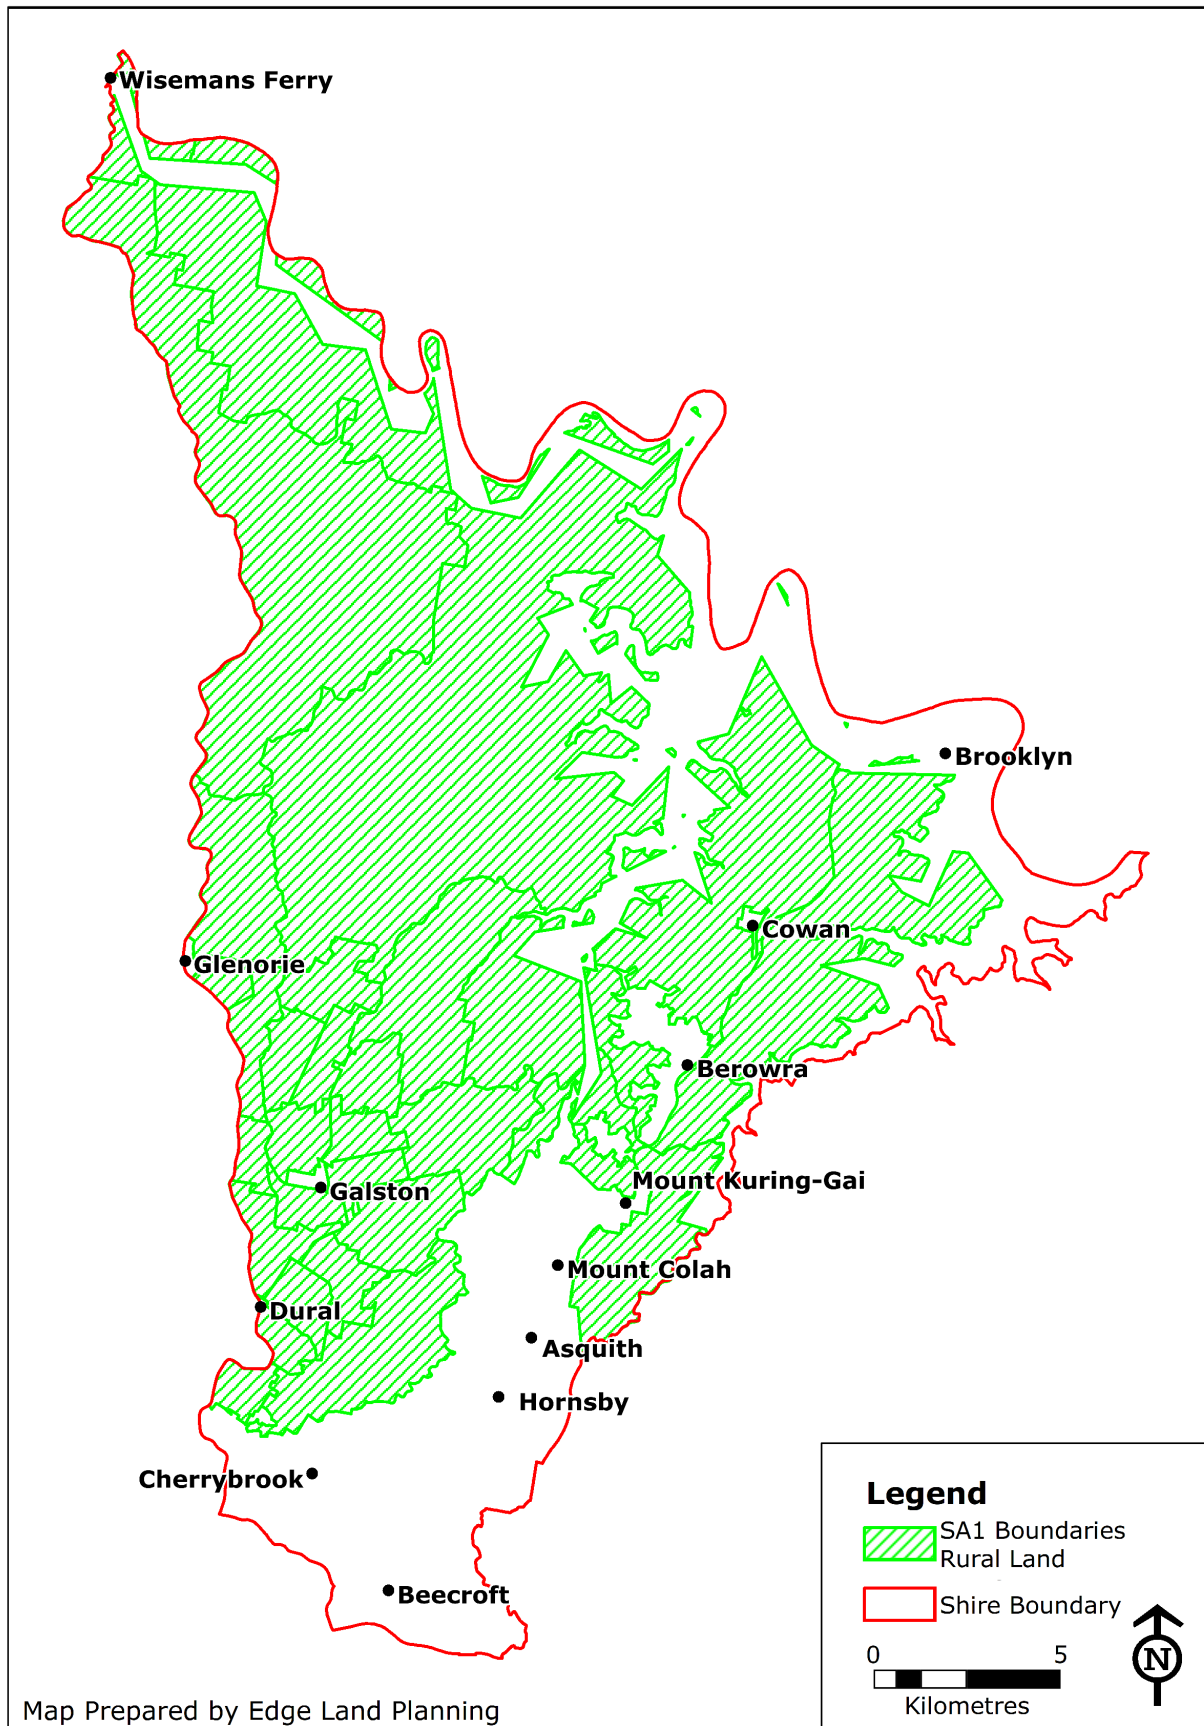 Wisemans Ferry
Brooklyn
Cowan
Glenorie
Berowra
Mount Kuring-Gai
Galston
Mount Colah
Dural
Asquith
Hornsby
Cherrybrook
Beecroft
Legend
SA1 Boundaries
Rural Land
Shire Boundary
0 5
Kilometres
N
Map Prepared by Edge Land Planning